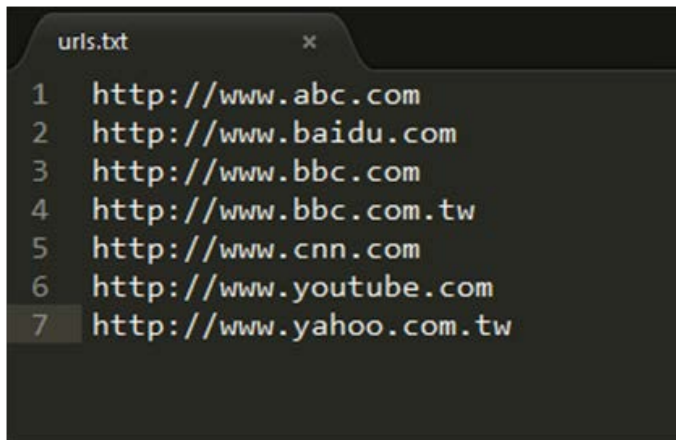 urls.txt ×
1 http://www.abc.com
2 http://www.baidu.com
3 http://www.bbc.com
4 http://www.bbc.com.tw
5 http://www.cnn.com
6 http://www.youtube.com
7 http://www.yahoo.com.tw